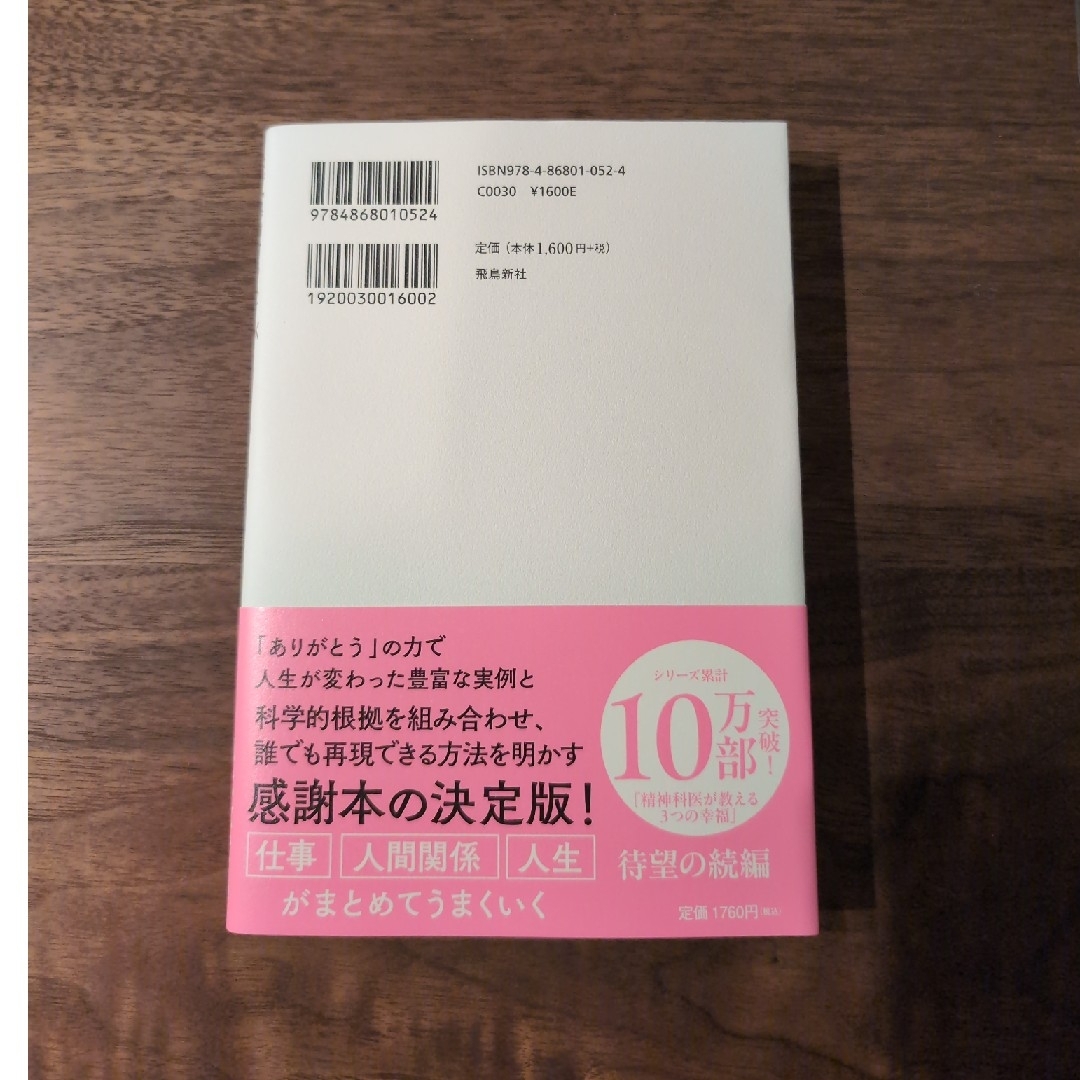 ISBN978-4-86801-052-4
C0030 ¥1600E
9784868010524
定価(本体1,600円+税)
飛鳥新社
1920030016002
「ありがとう」の力で
人生が変わった豊富な実例と
科学的根拠を組み合わせ、
誰でも再現できる方法を明かす
感謝本の決定版!
仕事 人間関係 人生
がまとめてうまくいく
シリーズ累計
10万部突破!
『精神科医が教える
3つの幸福』
待望の続編
定価1760円(税込)